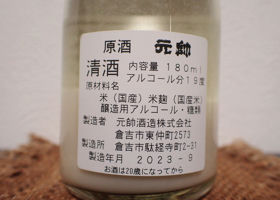 原酒 元帥
清酒 内容量 180ml
アルコール分19度
原材料名
米(国産)米麹(国産米)
醸造用アルコール・糖類
製造者 元帥酒造株式会社
倉吉市東仲町2573
製造所 倉吉市駄経寺町2-31
製造年月 2023-9
お酒は20歳になってから